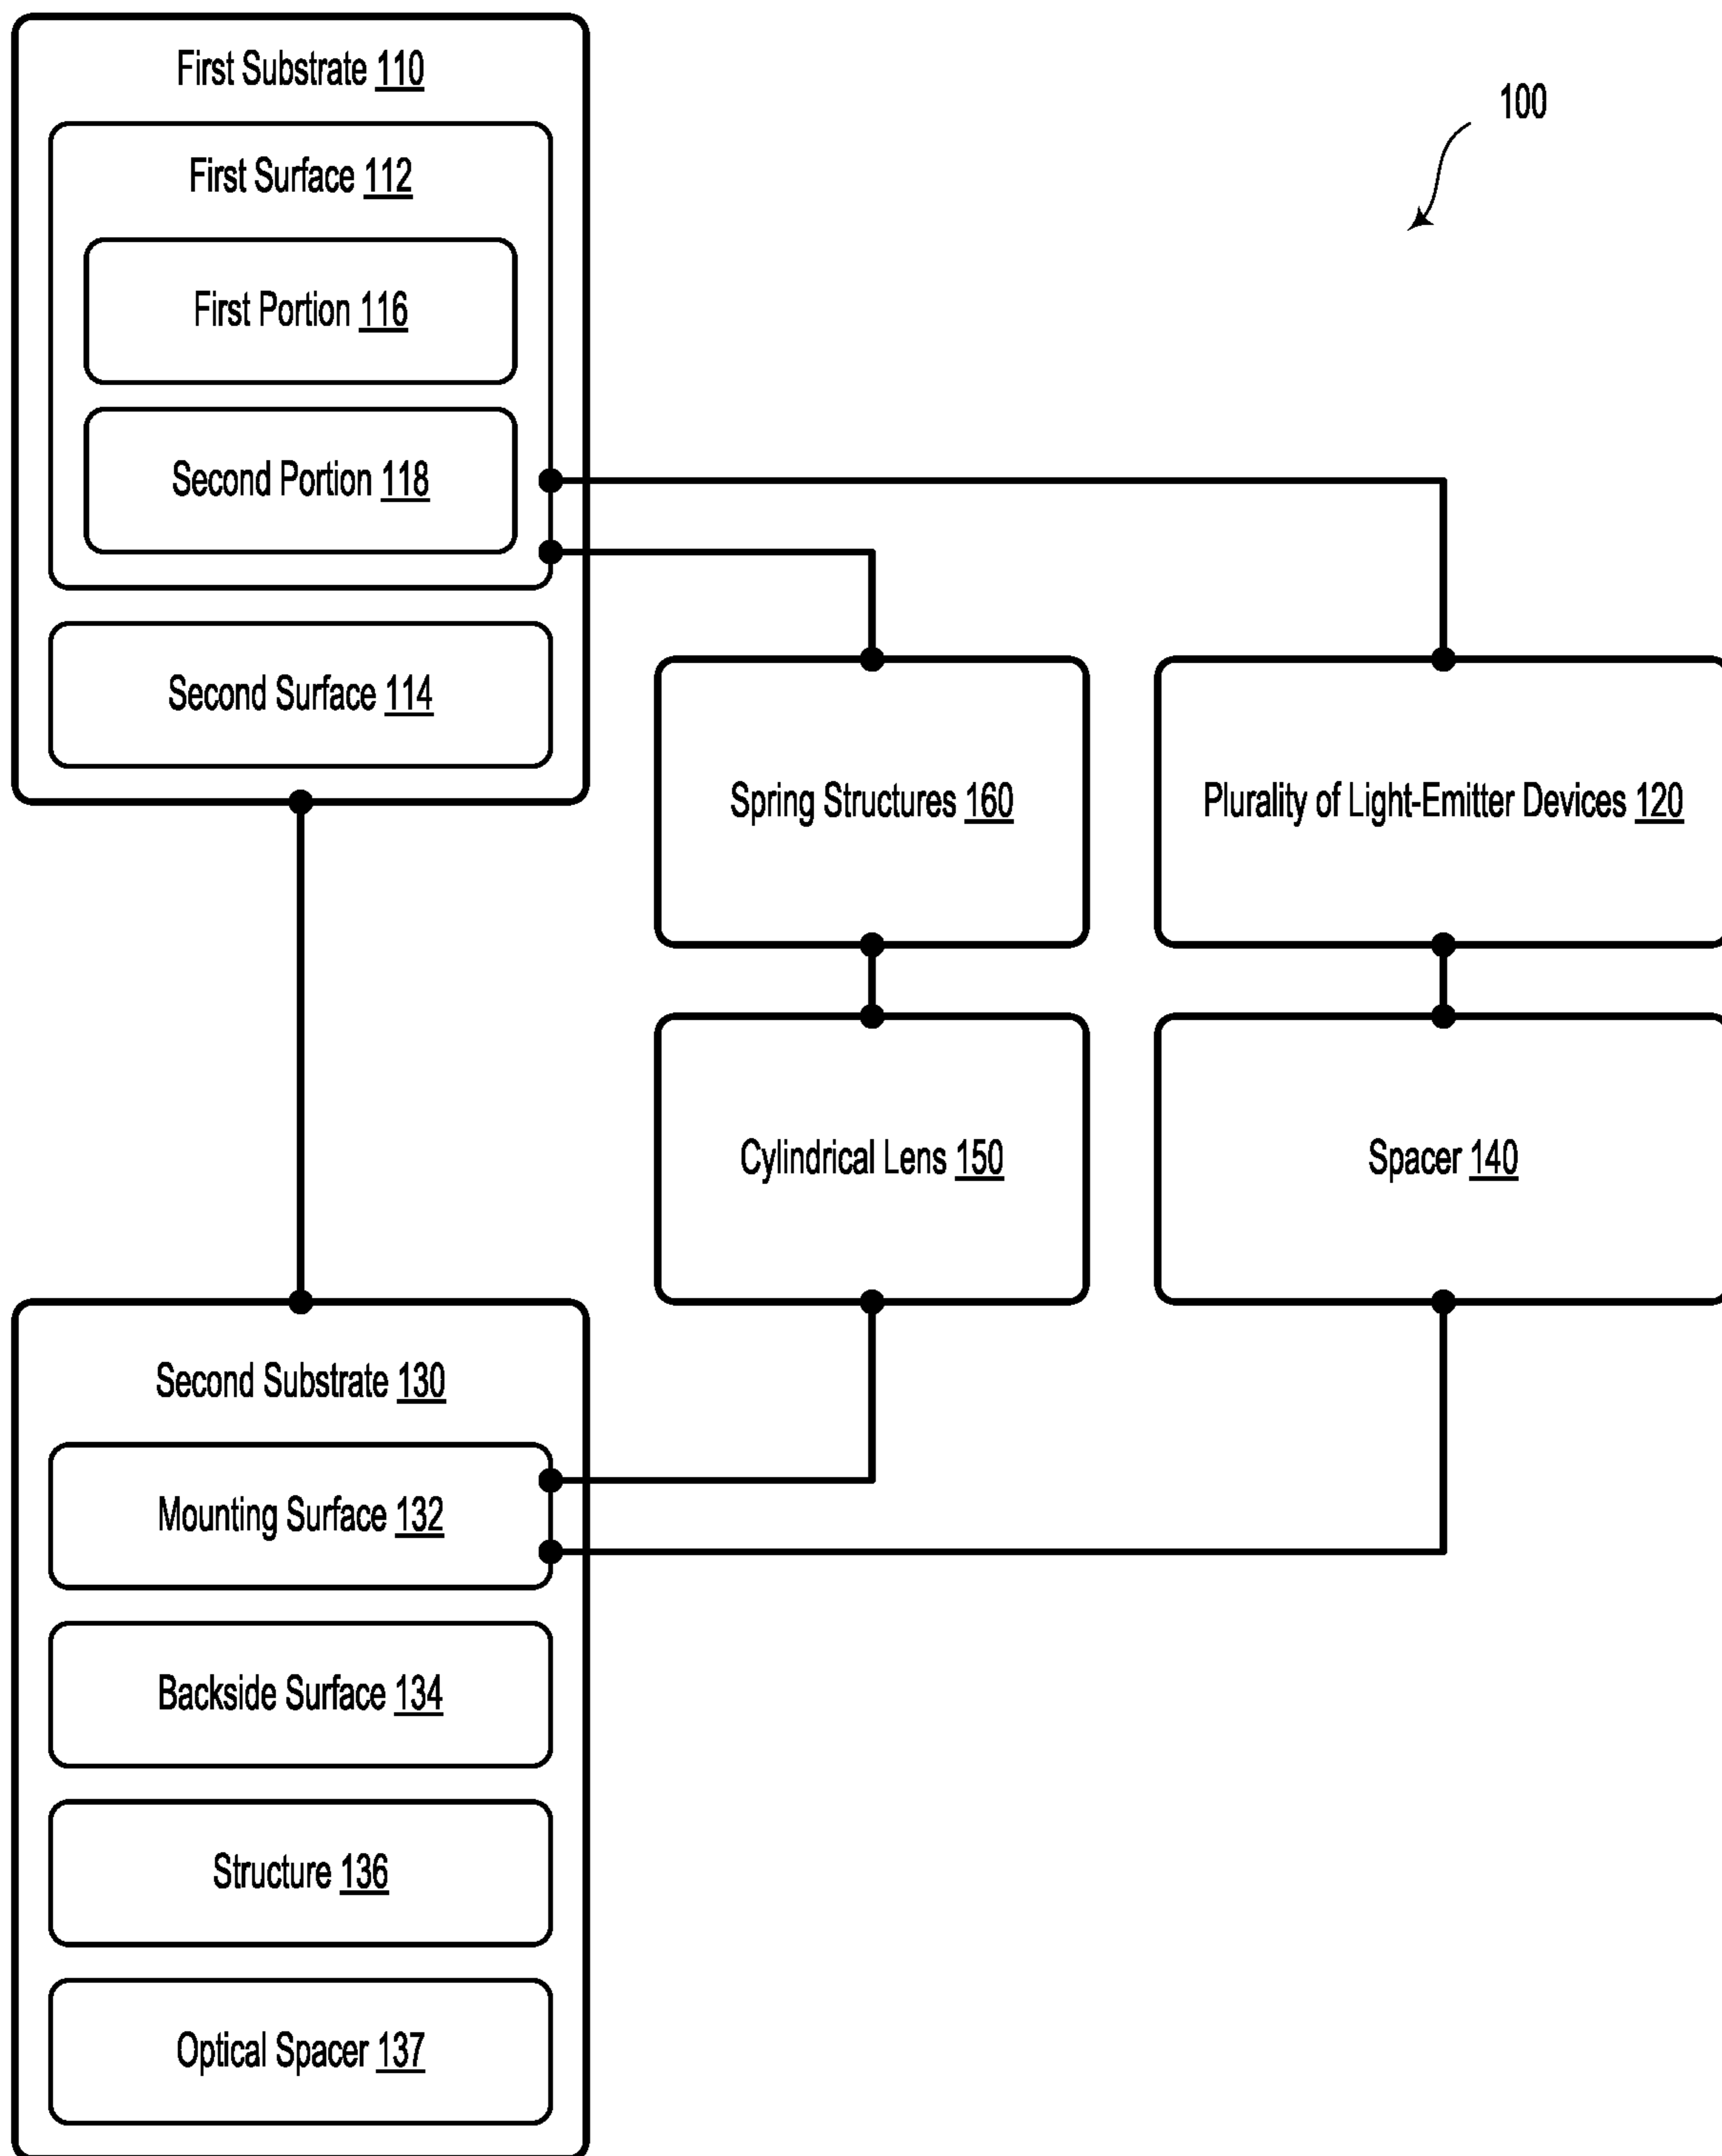 First Substrate 110
100
First Surface 112
First Portion 116
Second Portion 118
Second Surface 114
Spring Structures 160
Plurality of Light-Emitter Devices 120
Cylindrical Lens 150
Spacer 140
Second Substrate 130
Mounting Surface 132
Backside Surface 134
Structure 136
Optical Spacer 137